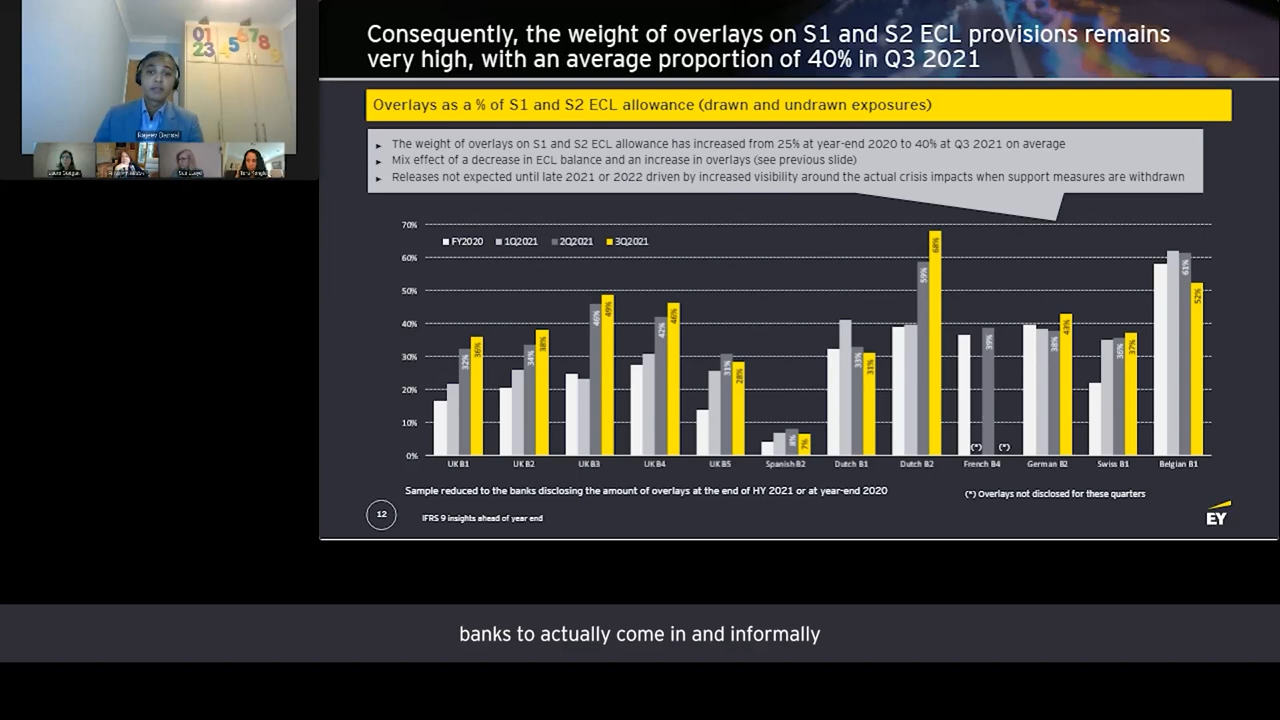 Consequently, the weight of overlays on S1 and S2 ECL provisions remains
very high, with an average proportion of 40% in Q3 2021
Overlays as a % of S1 and S2 ECL allowance (drawn and undrawn exposures)
► The weight of overlays on S1 and S2 ECL allowance has increased from 25% at year-end 2020 to 40% at Q3 2021 on average
► Mix effect of a decrease in ECL balance and an increase in overlays (see previous slide)
► Releases not expected until late 2021 or 2022 driven by increased visibility around the actual crisis impacts when support measures are withdrawn
FY2020 1Q2021 2Q2021 3Q2021
70%
60%
50%
40%
30%
20%
10%
0%
32% 36%
34% 38%
46% 49%
42% 46%
31% 28%
8% 7%
33% 31%
59% 68%
(*) 39% (*)
38% 43%
36% 37%
61% 52%
UK B1 UK B2 UK B3 UK B4 UK B5 Spanish B2 Dutch B1 Dutch B2 French B4 German B2 Swiss B1 Belgian B1
Sample reduced to the banks disclosing the amount of overlays at the end of HY 2021 or at year-end 2020
(*) Overlays not disclosed for these quarters
12
IFRS 9 insights ahead of year end
EY
banks to actually come in and informally